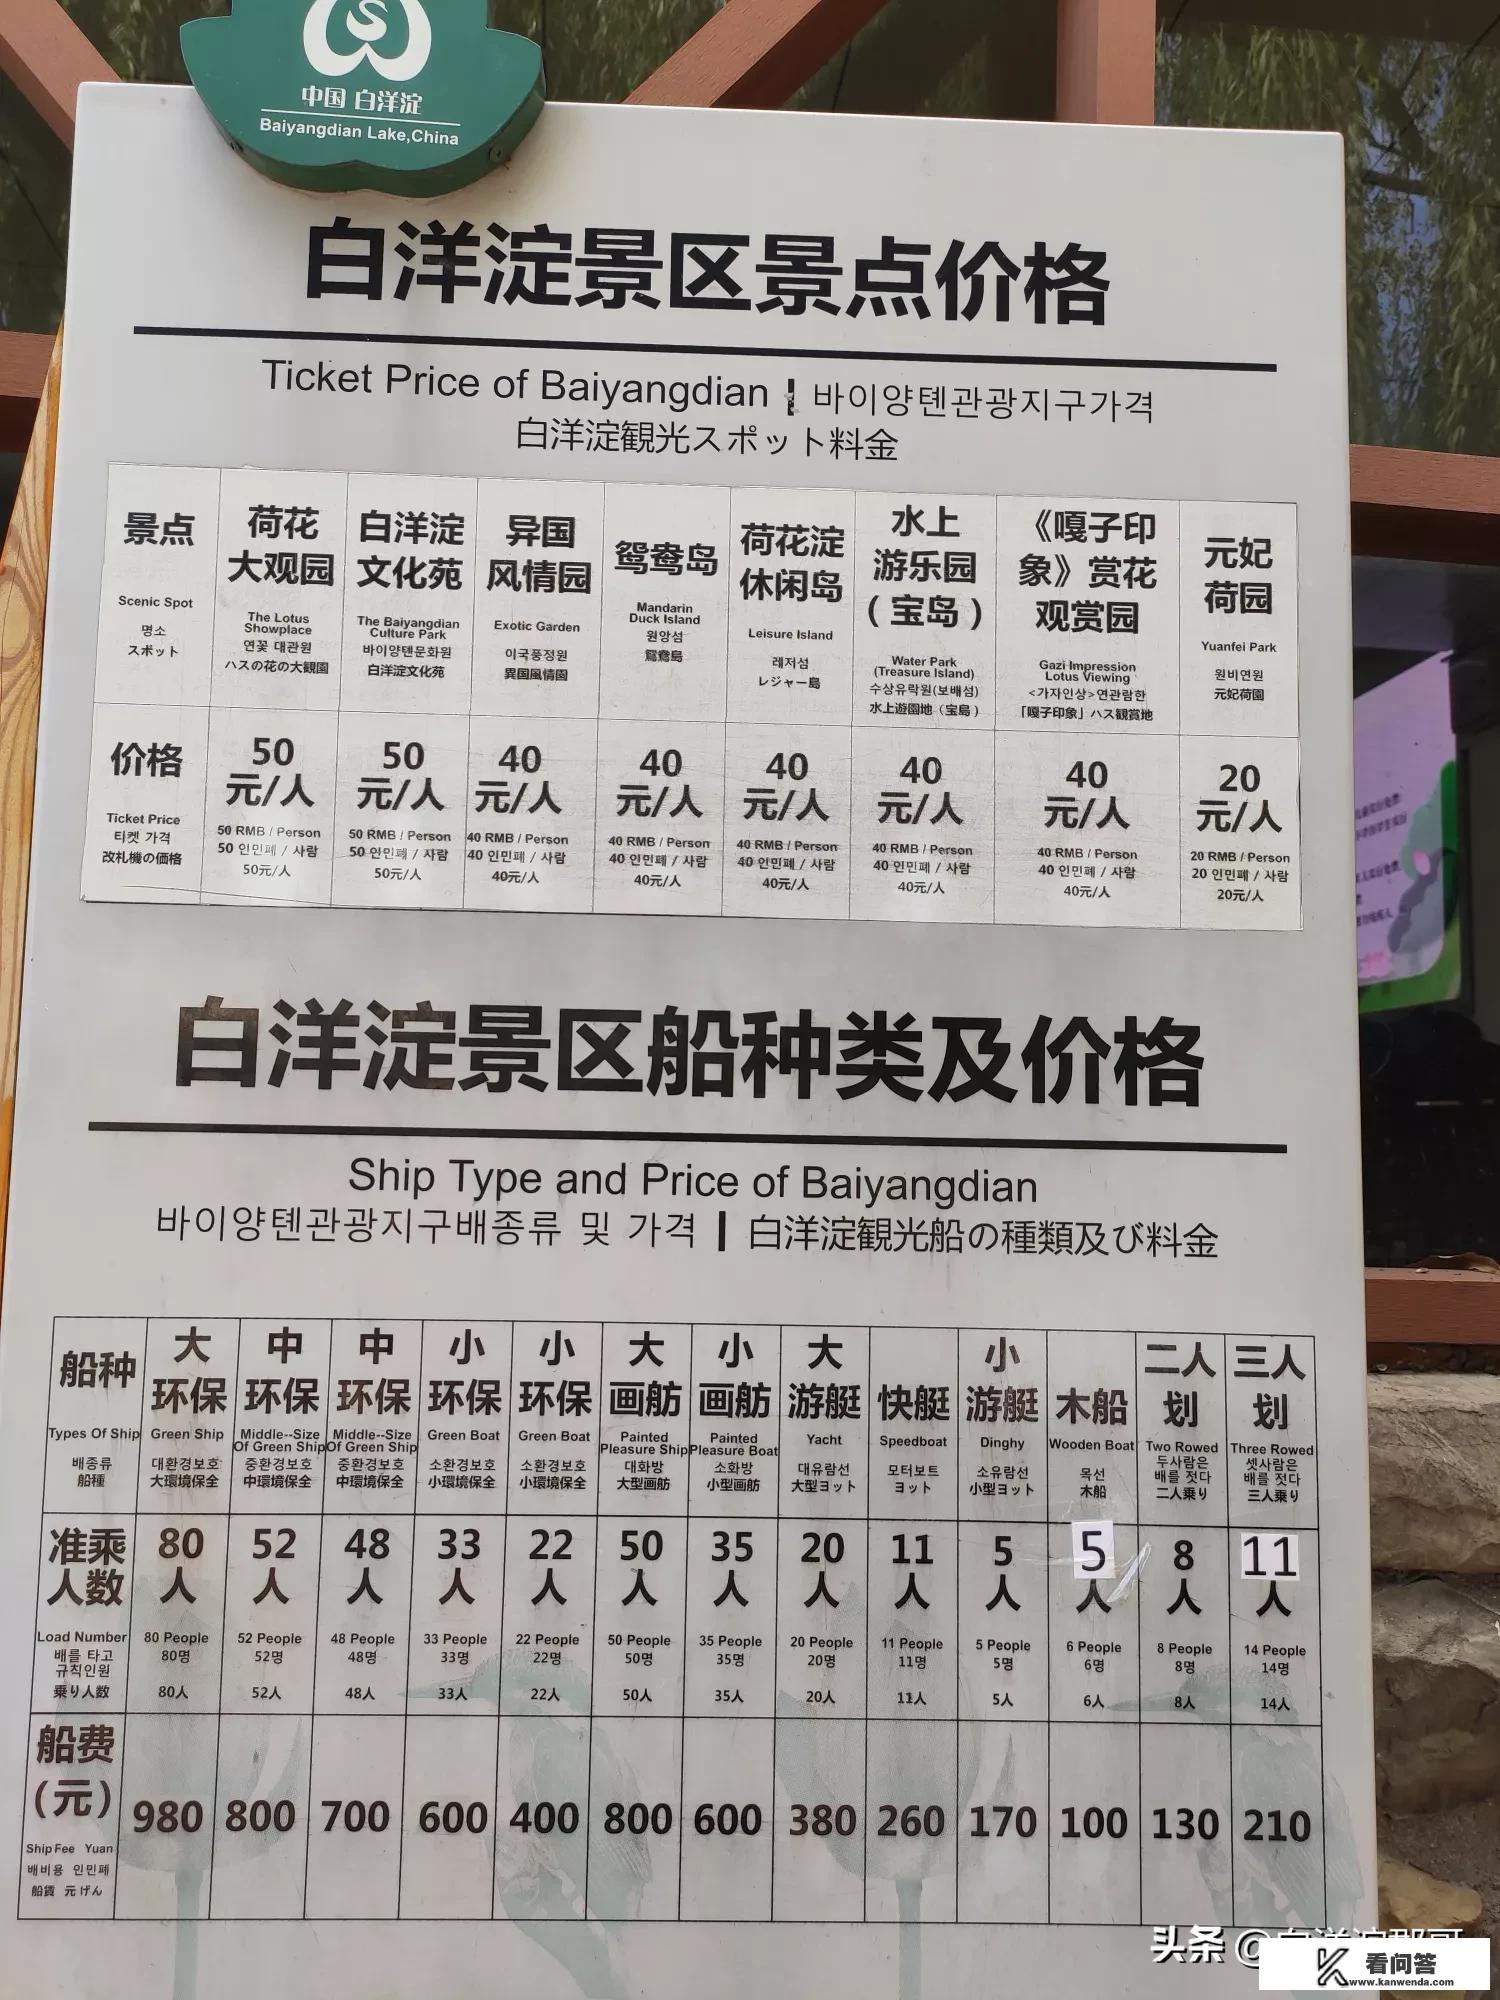 中国 白洋淀
Baiyangdian Lake,China
白洋淀景区景点价格
Ticket Price of Baiyangdian | 바이양톈관광지구가격
白洋淀観光スポット料金
景点 荷花大观园 白洋淀文化苑 异国风情园 鸳鸯岛 荷花淀休闲岛 水上游乐园（宝岛） 《嘎子印象》赏花观赏园 元妃荷园
Scenic Spot The Lotus Showplace The Baiyangdian Culture Park Exotic Garden Mandarin Duck Island Leisure Island Water Park (Treasure Island) Gazi Impression Lotus Viewing Yuanfei Park
명소 연꽃 대관원 바이양톈문화원 이국풍정원 원앙섬 레저섬 수상유락원(보배섬) <가자인상>연관람한 원비연원
スポット ハスの花の大観園 白洋淀文化苑 異国風情園 鴛鴦島 レジャー島 水上遊園地（宝島） 「嘎子印象」ハス観賞地 元妃荷園
价格 50元/人 50元/人 40元/人 40元/人 40元/人 40元/人 40元/人 20元/人
Ticket Price 50 RMB / Person 50 RMB / Person 40 RMB / Person 40 RMB / Person 40 RMB / Person 40 RMB / Person 40 RMB / Person 20 RMB / Person
티켓 가격 50 인민폐 / 사람 50 인민폐 / 사람 40 인민폐 / 사람 40 인민폐 / 사람 40 인민폐 / 사람 40 인민폐 / 사람 40 인민폐 / 사람 20 인민폐 / 사람
改札機の価格 50元/人 50元/人 40元/人 40元/人 40元/人 40元/人 40元/人 20元/人
白洋淀景区船种类及价格
Ship Type and Price of Baiyangdian
바이양톈관광지구배종류 및 가격 | 白洋淀観光船の種類及び料金
船种 大环保 中环保 中环保 小环保 小环保 大画舫 小画舫 大游艇 快艇 小游艇 木船 二人划 三人划
Types Of Ship Green Ship Middle--Size Of Green Ship Middle--Size Of Green Ship Green Boat Green Boat Painted Pleasure Ship Painted Pleasure Boat Yacht Speedboat Dinghy Wooden Boat Two Rowed Three Rowed
배종류 대환경보호 중환경보호 중환경보호 소환경보호 소환경보호 대화방 소화방 대유람선 모터보트 소유람선 목선 두사람은 배를 젓다 셋사람은 배를 젓다
船種 大環境保全 中環境保全 中環境保全 小環境保全 小環境保全 大型画舫 小型画舫 大型ヨット ヨット 小型ヨット 木船 二人乗り 三人乗り
准乘人数 80人 52人 48人 33人 22人 50人 35人 20人 11人 5人 5人 8人 11人
Load Number 80 People 52 People 48 People 33 People 22 People 50 People 35 People 20 People 11 People 5 People 6 People 8 People 14 People
배를 타고 규칙인원 80명 52명 48명 33명 22명 50명 35명 20명 11명 5명 6명 8명 14명
乗り人数 80人 52人 48人 33人 22人 50人 35人 20人 11人 5人 6人 8人 14人
船费(元) 980 800 700 600 400 800 600 380 260 170 100 130 210
Ship Fee Yuan
배비용 인민폐
船賃 元げん
头条 @
看问答
www.kanwenda.com